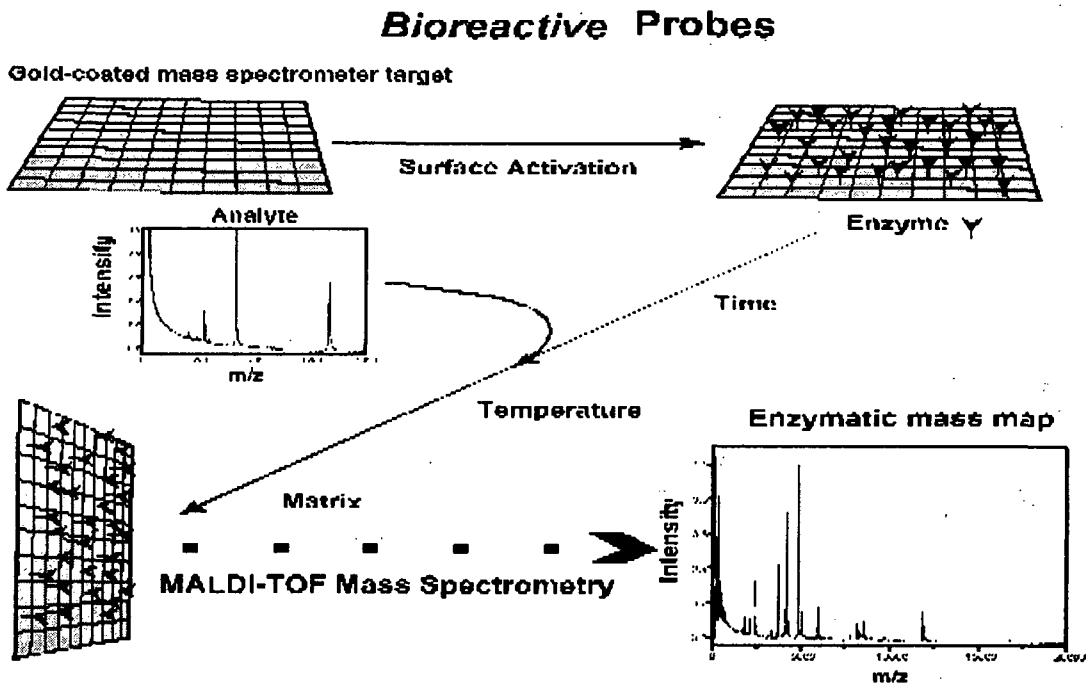 Bioreactive Probes
Gold-coated mass spectrometer target
Surface Activation
Analyte
Enzyme
Intensity
m/z
Time
Temperature
Enzymatic mass map
Matrix
MALDI-TOF Mass Spectrometry
Intensity
0
m/z